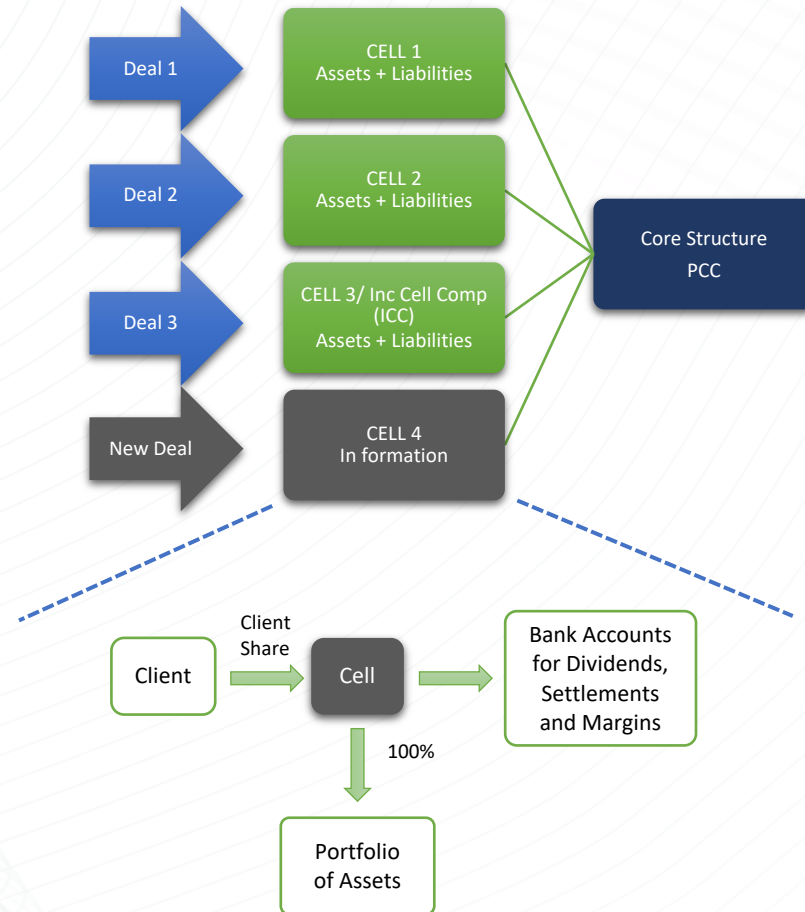 Deal 1
CELL 1
Assets + Liabilities
Deal 2
CELL 2
Assets + Liabilities
Core Structure
PCC
Deal 3
CELL 3/ Inc Cell Comp
(ICC)
Assets + Liabilities
New Deal
CELL 4
In formation
Client
Client
Share
Cell
Bank Accounts
for Dividends,
Settlements
and Margins
100%
Portfolio
of Assets